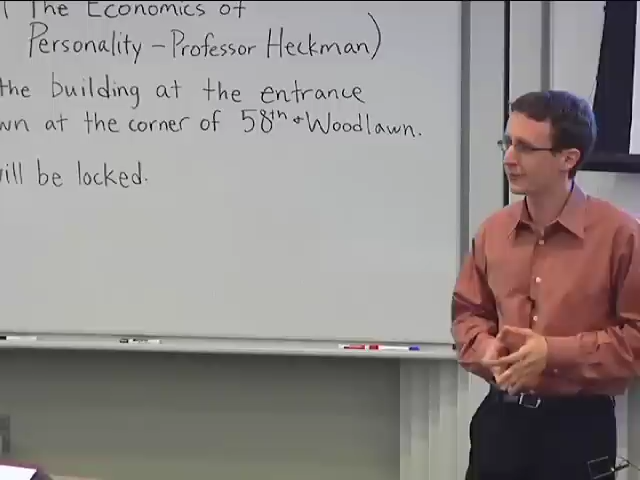 The Economics of
Personality - Professor Heckman)
the building at the entrance
wn at the corner of 58th + Woodlawn.
ill be locked.